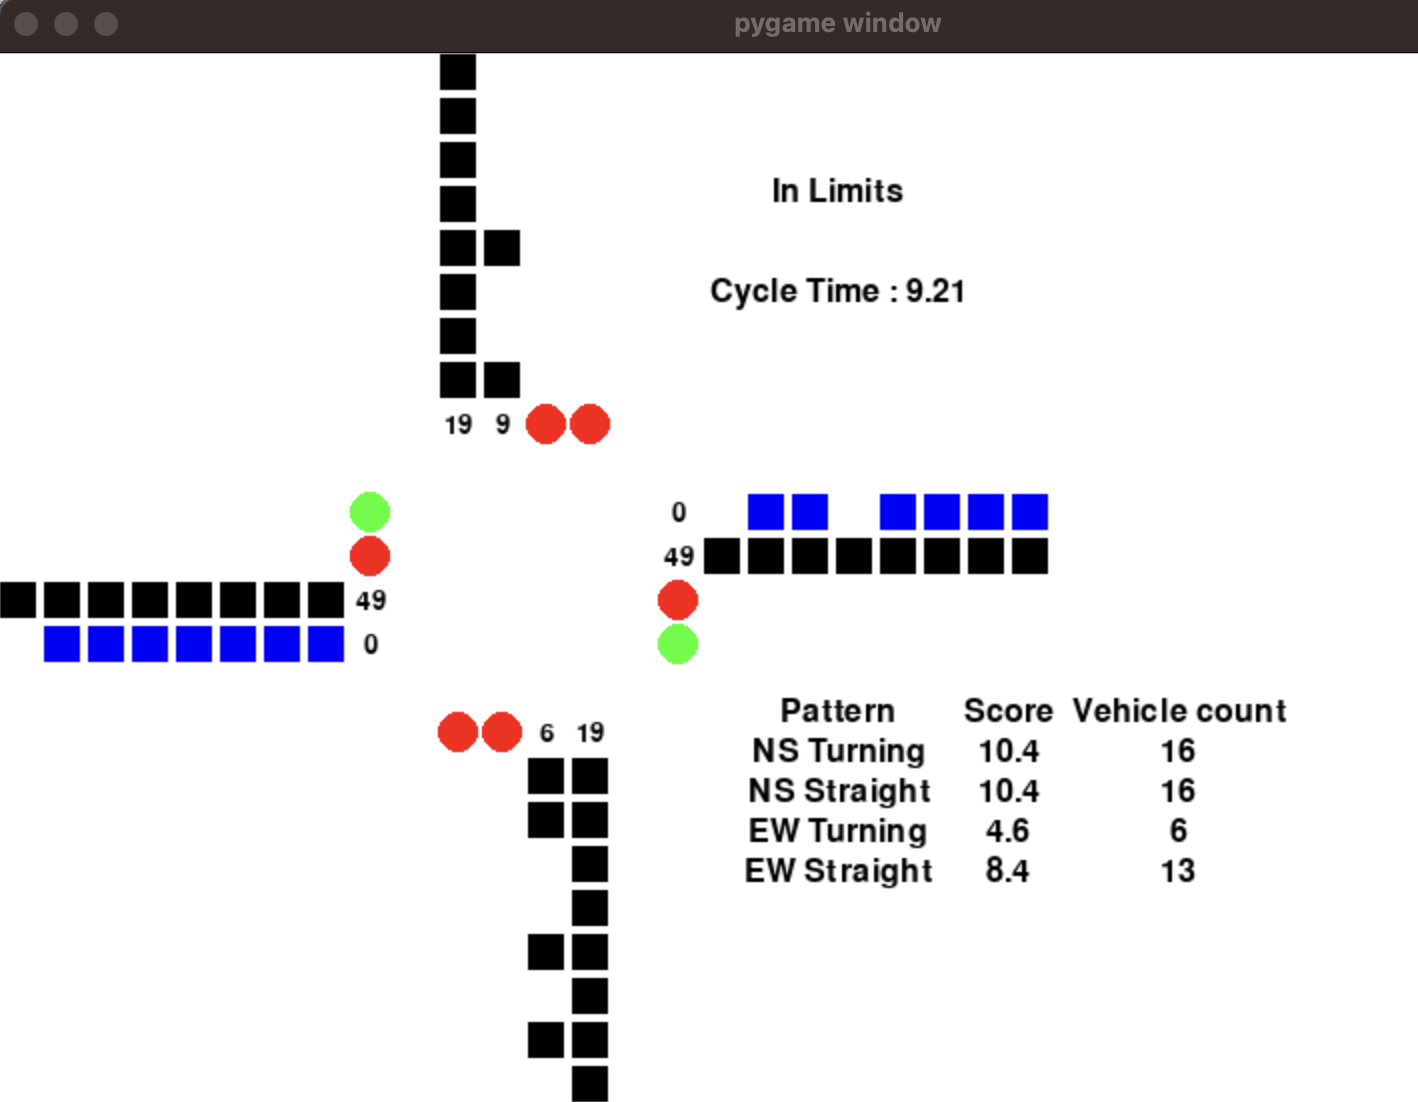 pygame window
In Limits
Cycle Time : 9.21
19 9
0
49
49
0
6 19
Pattern Score Vehicle count
NS Turning 10.4 16
NS Straight 10.4 16
EW Turning 4.6 6
EW Straight 8.4 13